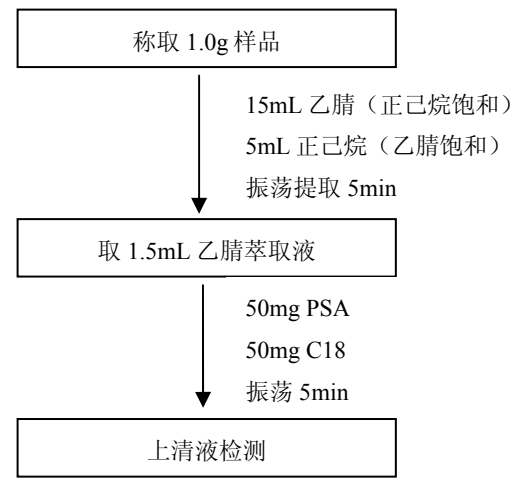 称取 1.0g 样品
15mL 乙腈（正己烷饱和）
5mL 正己烷（乙腈饱和）
振荡提取 5min
取 1.5mL 乙腈萃取液
50mg PSA
50mg C18
振荡 5min
上清液检测